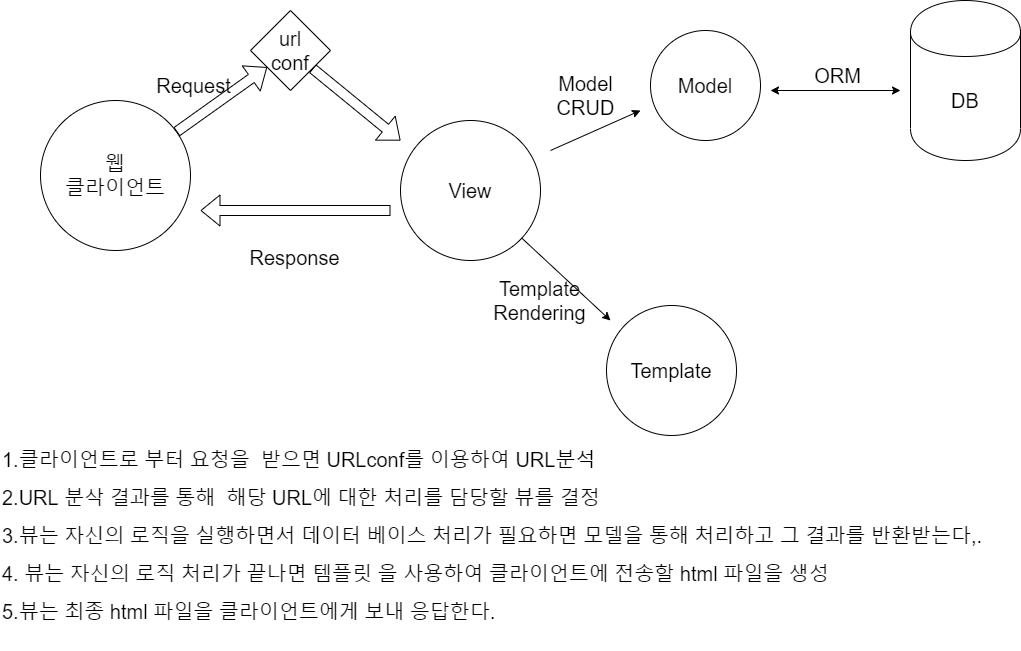 url
conf
Request
웹
클라이언트
Model
CRUD
Model
ORM
DB
View
Response
Template
Rendering
Template
1.클라이언트로 부터 요청을  받으면 URLconf를 이용하여 URL분석
2.URL 분삭 결과를 통해  해당 URL에 대한 처리를 담당할 뷰를 결정
3.뷰는 자신의 로직을 실행하면서 데이터 베이스 처리가 필요하면 모델을 통해 처리하고 그 결과를 반환받는다,.
4. 뷰는 자신의 로직 처리가 끝나면 템플릿 을 사용하여 클라이언트에 전송할 html 파일을 생성
5.뷰는 최종 html 파일을 클라이언트에게 보내 응답한다.